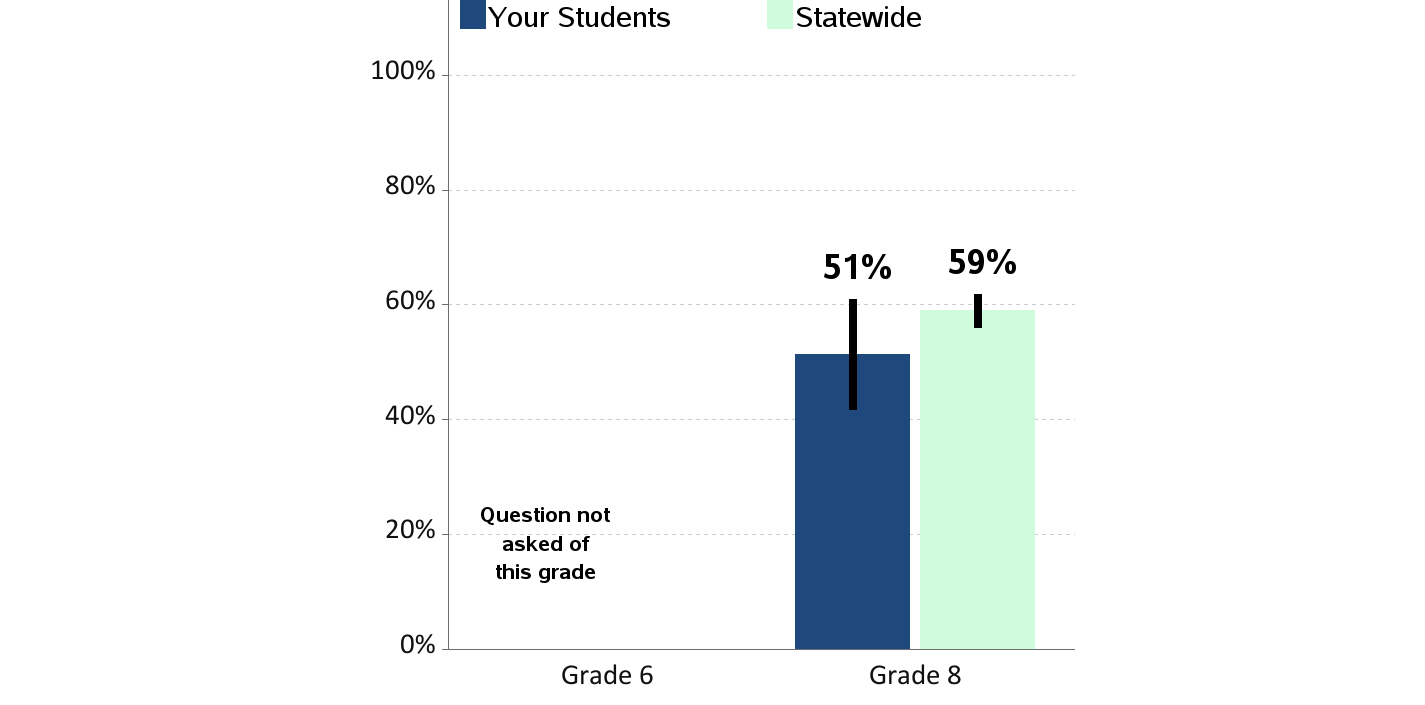 Your Students Statewide
100%
80%
60%
40%
20%
0%
51% 59%
Question not
asked of
this grade
Grade 6 Grade 8